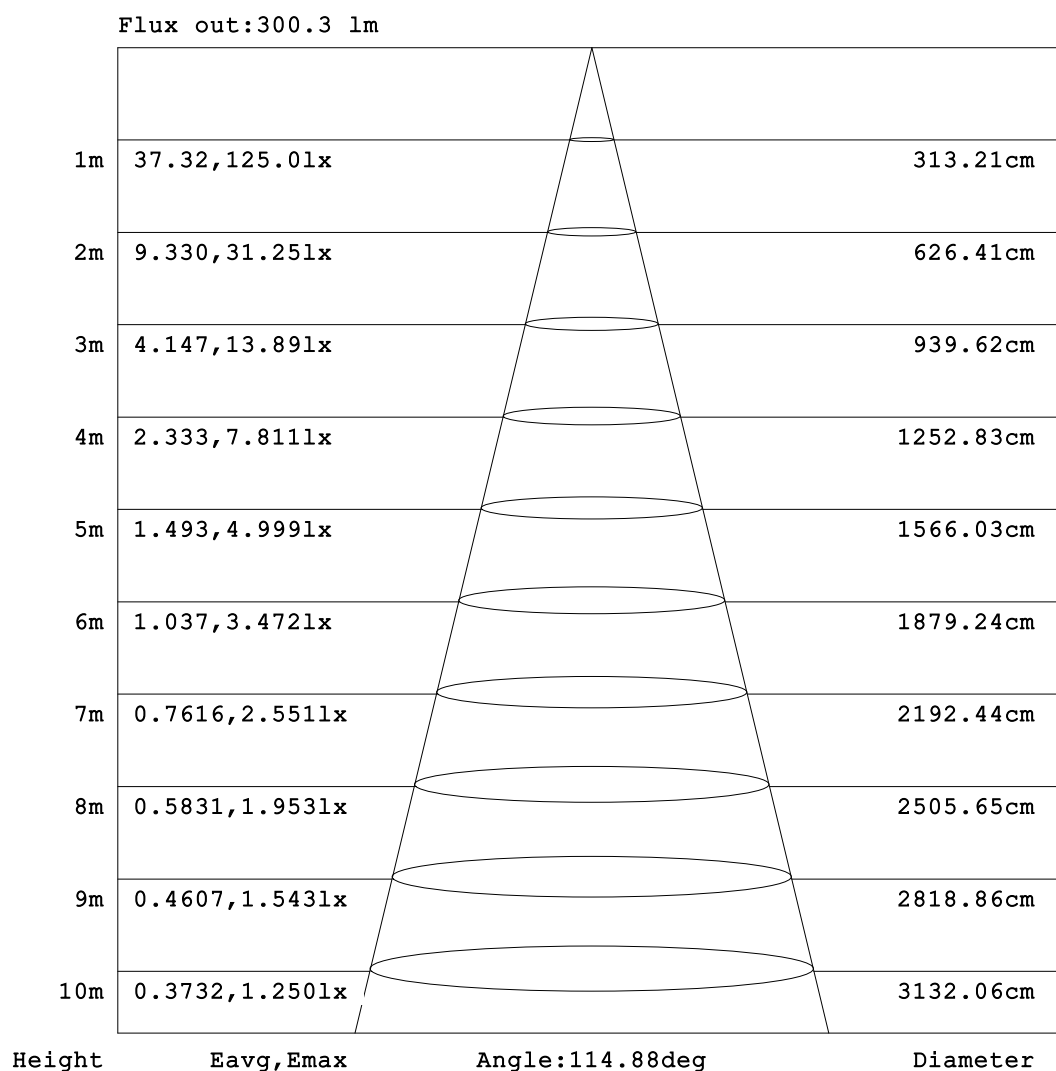 Flux out:300.3 lm
1m 37.32,125.0lx 313.21cm
2m 9.330,31.25lx 626.41cm
3m 4.147,13.89lx 939.62cm
4m 2.333,7.811lx 1252.83cm
5m 1.493,4.999lx 1566.03cm
6m 1.037,3.472lx 1879.24cm
7m 0.7616,2.551lx 2192.44cm
8m 0.5831,1.953lx 2505.65cm
9m 0.4607,1.543lx 2818.86cm
10m 0.3732,1.250lx 3132.06cm
Height Eavg,Emax Angle:114.88deg Diameter